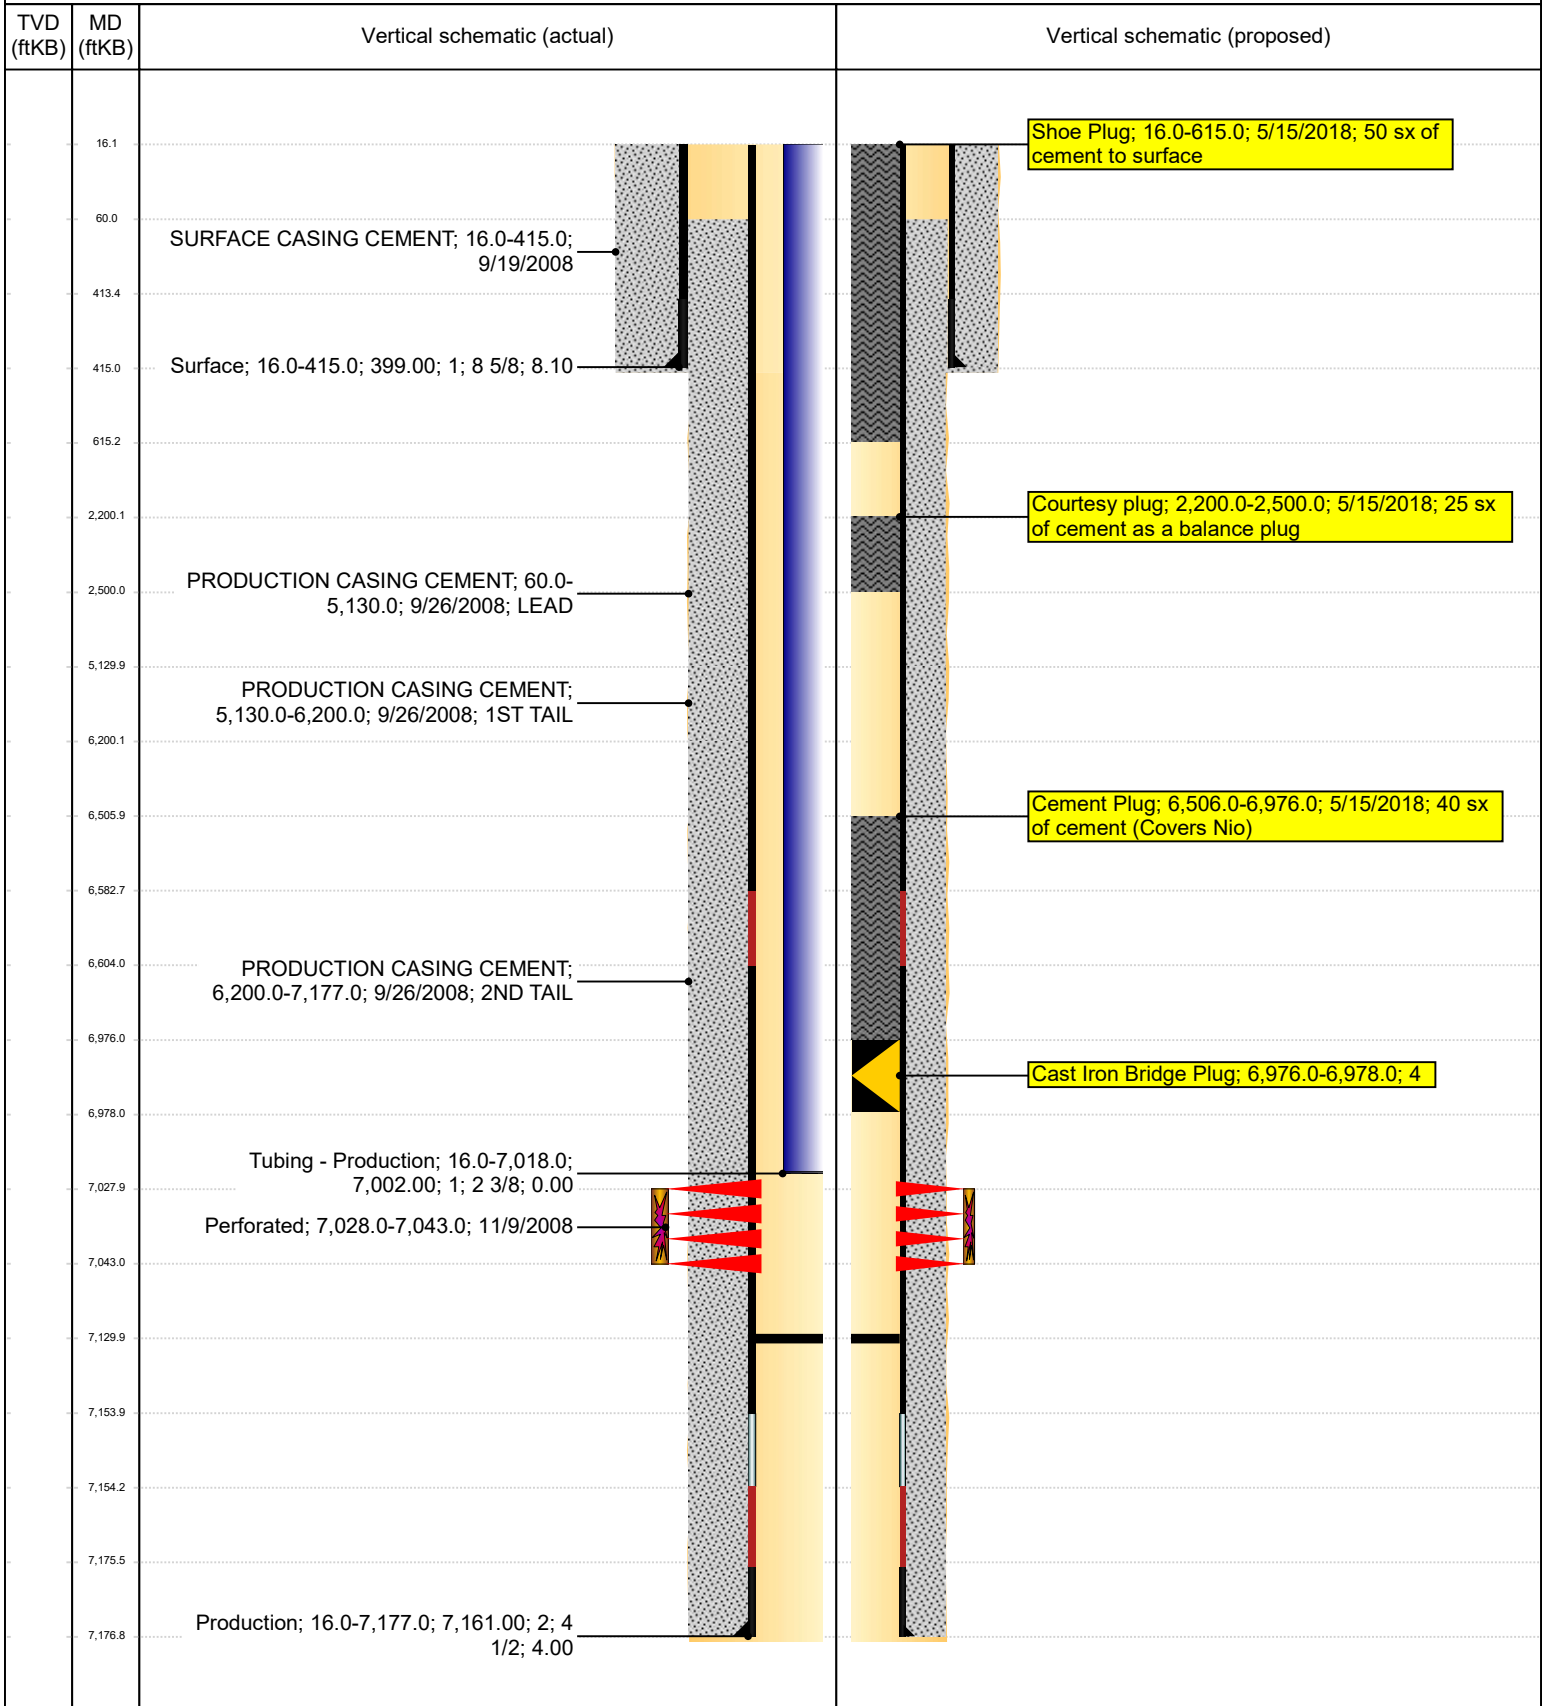 TVD
(ftKB)
MD
(ftKB)
Vertical schematic (actual)
Vertical schematic (proposed)
16.1
60.0
413.4
415.0
615.2
2,200.1
2,500.0
5,129.9
6,200.1
6,505.9
6,582.7
6,604.0
6,976.0
6,978.0
7,027.9
7,043.0
7,129.9
7,153.9
7,154.2
7,175.5
7,176.8
SURFACE CASING CEMENT; 16.0-415.0;
9/19/2008
Surface; 16.0-415.0; 399.00; 1; 8 5/8; 8.10
PRODUCTION CASING CEMENT; 60.0-
5,130.0; 9/26/2008; LEAD
PRODUCTION CASING CEMENT;
5,130.0-6,200.0; 9/26/2008; 1ST TAIL
PRODUCTION CASING CEMENT;
6,200.0-7,177.0; 9/26/2008; 2ND TAIL
Tubing - Production; 16.0-7,018.0;
7,002.00; 1; 2 3/8; 0.00
Perforated; 7,028.0-7,043.0; 11/9/2008
Production; 16.0-7,177.0; 7,161.00; 2; 4
1/2; 4.00
Shoe Plug; 16.0-615.0; 5/15/2018; 50 sx of
cement to surface
Courtesy plug; 2,200.0-2,500.0; 5/15/2018; 25 sx
of cement as a balance plug
Cement Plug; 6,506.0-6,976.0; 5/15/2018; 40 sx
of cement (Covers Nio)
Cast Iron Bridge Plug; 6,976.0-6,978.0; 4